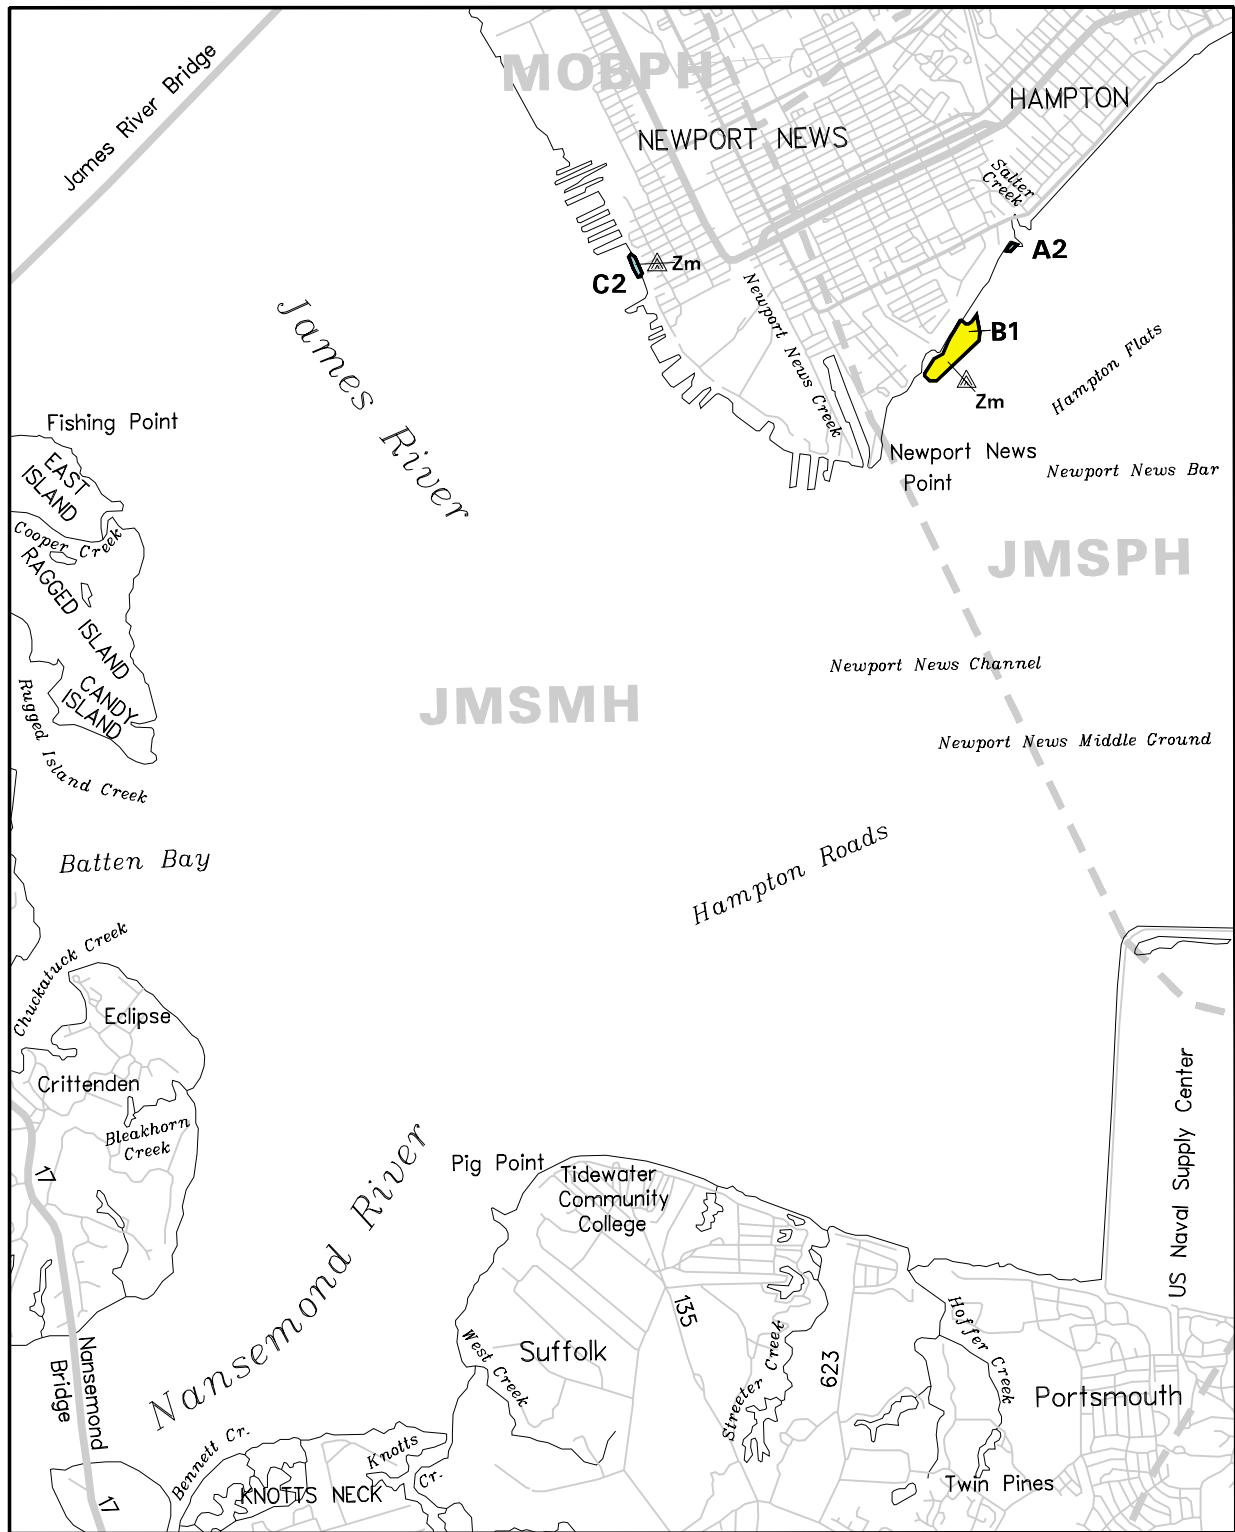 MOBPH
James River Bridge
HAMPTON
NEWPORT NEWS
Salter
Creek
A2
Zm
C2
Newport News Creek
James River
B1
Hampton Flats
Zm
Fishing Point
EAST
ISLAND
Newport News
Point
Newport News Bar
Cooper Creek
RAGGED ISLAND
JMSPH
Newport News Channel
CANDY
ISLAND
JMSMH
Rugged Island Creek
Newport News Middle Ground
Batten Bay
Hampton Roads
Chuckatuck Creek
Eclipse
Crittenden
Bleakhorn
Creek
US Naval Supply Center
17
Pig Point
Tidewater
Community
College
Nansemond River
135
Hoffer Creek
Streeter Creek
623
West Creek
Suffolk
Nansemond
Bridge
Portsmouth
Bennett Cr.
Knotts
Cr.
KNOTTS NECK
Twin Pines
17